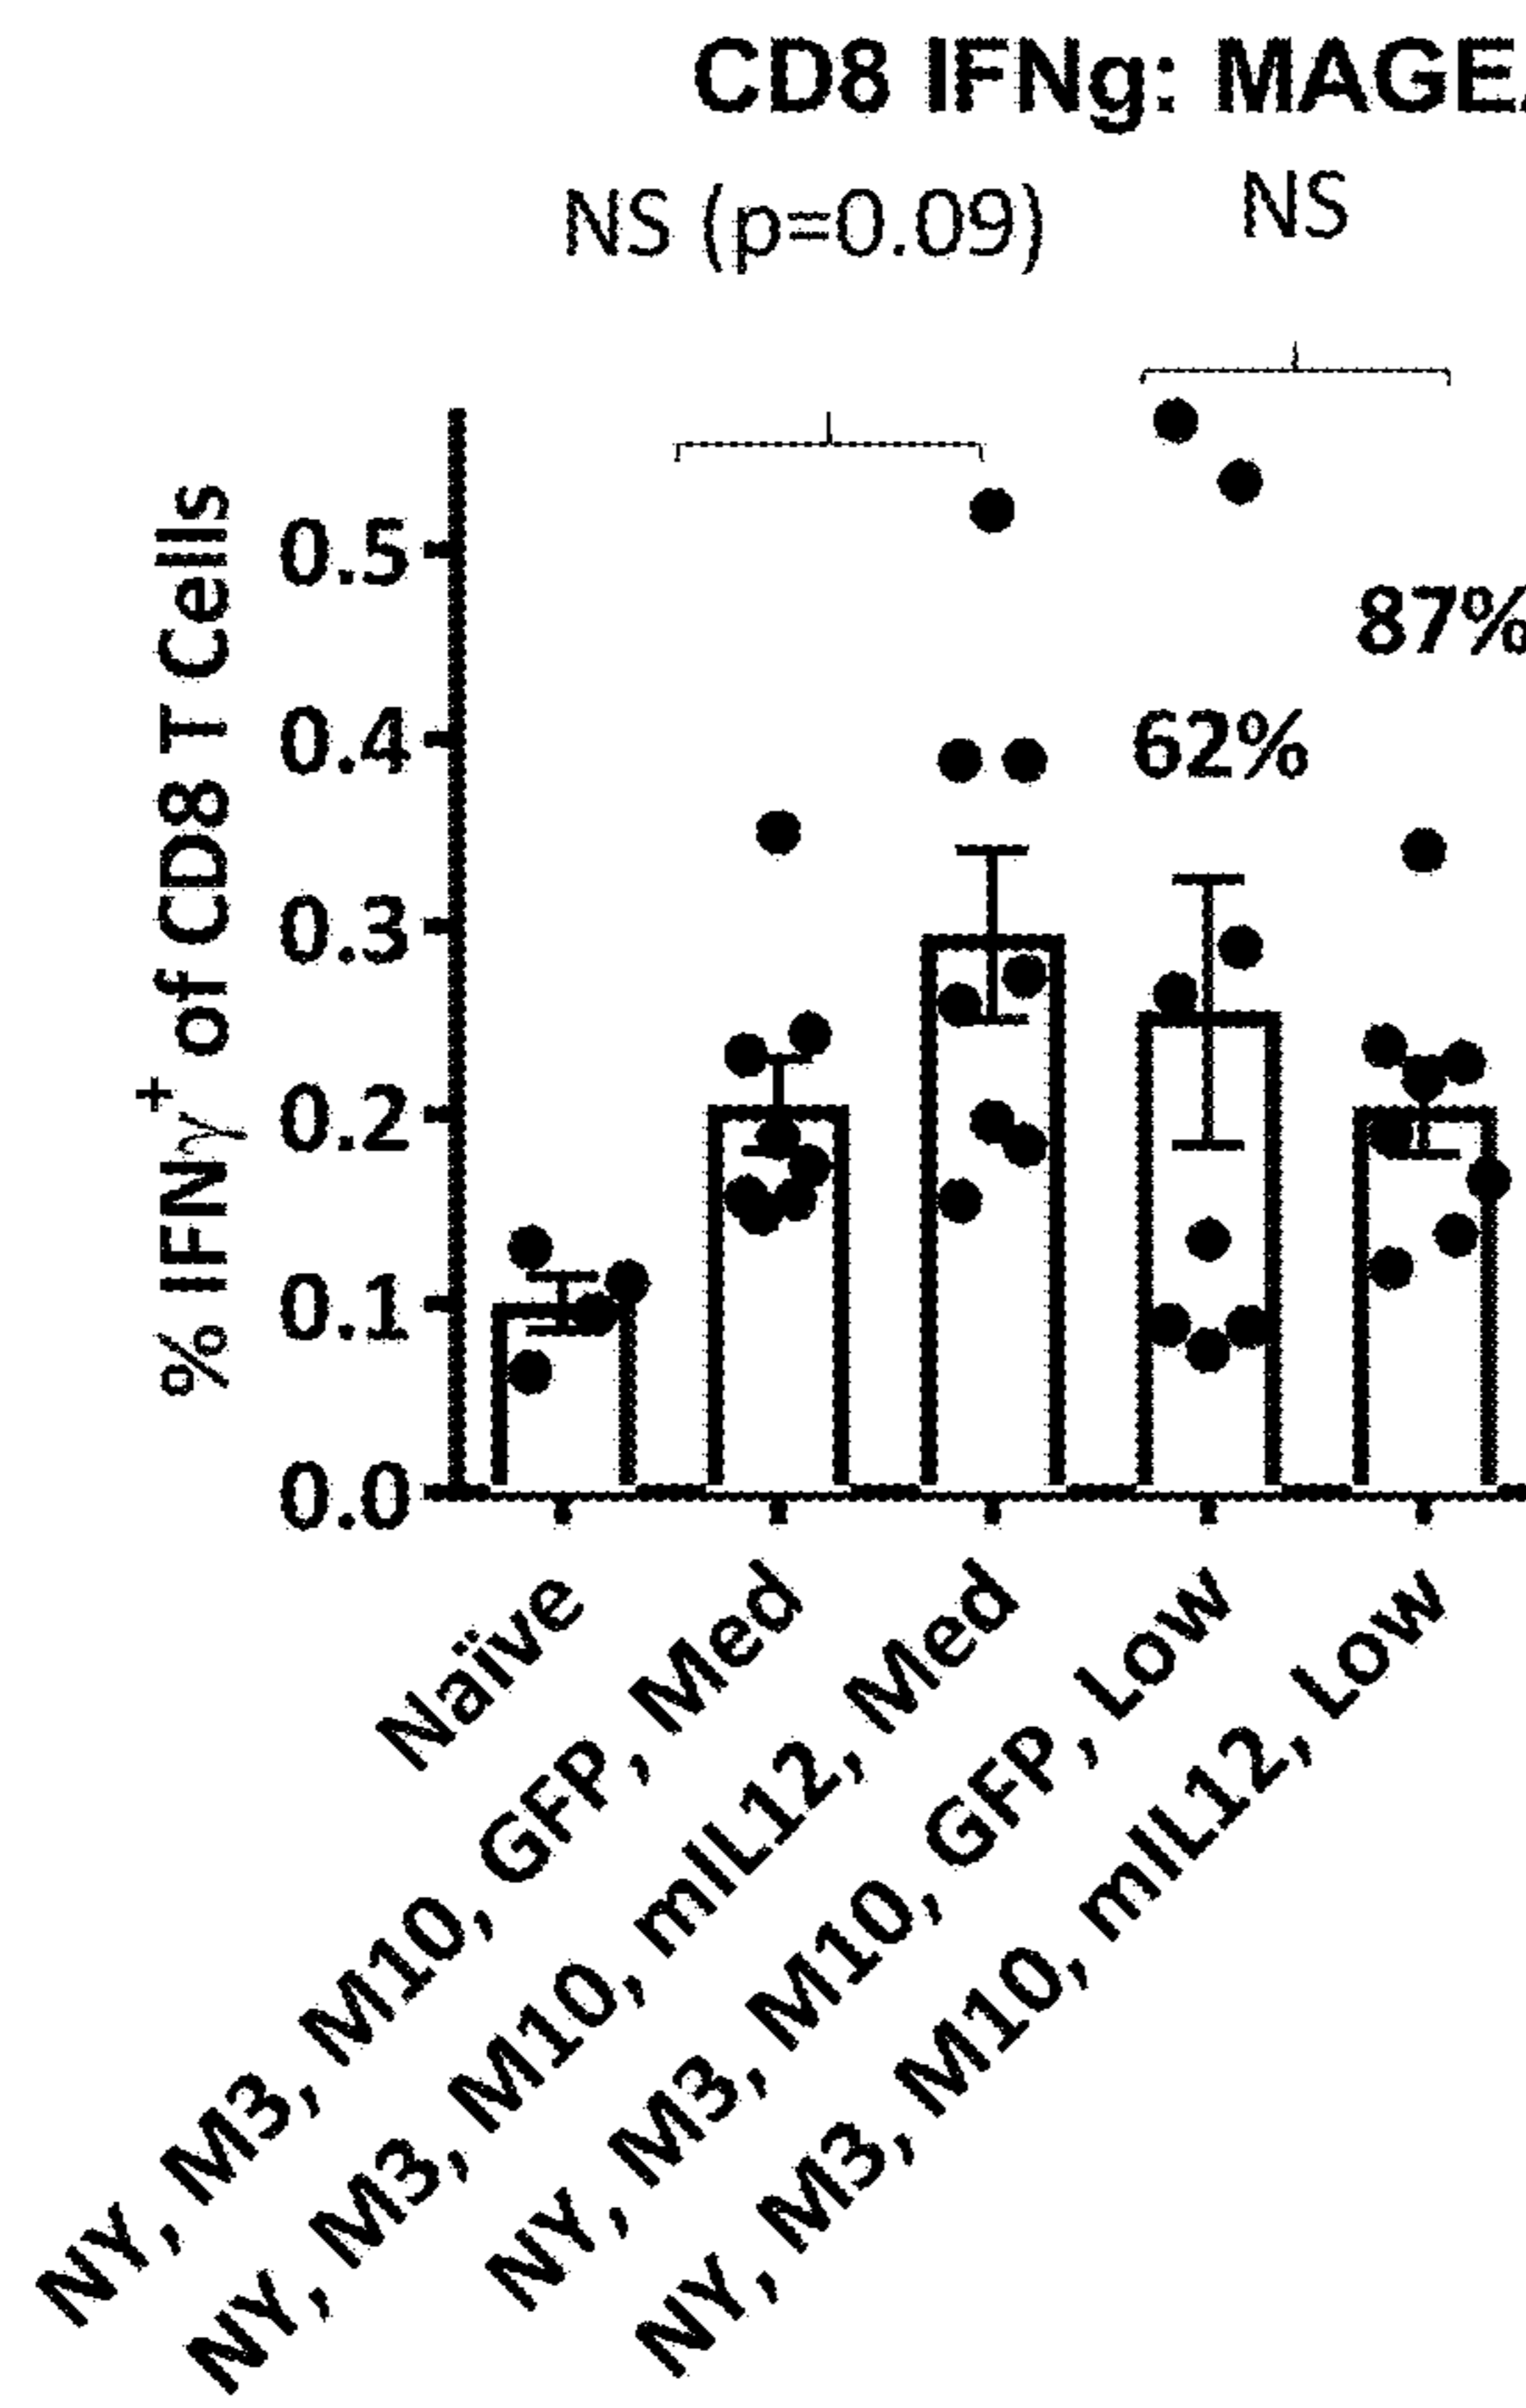 CD8 IFNg: MAGE
NS (p=0.09)
NS
% IFNγ+ of CD8 T Cells
0.5
0.4
0.3
0.2
0.1
0.0
87%
62%
Naïve
NY, M3, M10, GFP, Med
NY, M3, M10, mIL12, Med
NY, M3, M10, GFP, Low
NY, M3, M10, mIL12, Low